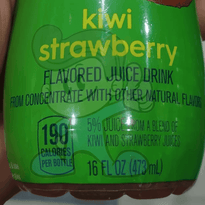 kiwi
strawberry
FLAVORED JUICE DRINK
FROM CONCENTRATE WITH OTHER NATURAL FLAVORS
190
CALORIES
PER BOTTLE
5% JUICE FROM A BLEND OF
KIWI AND STRAWBERRY JUICES
16 FL OZ (473 mL)